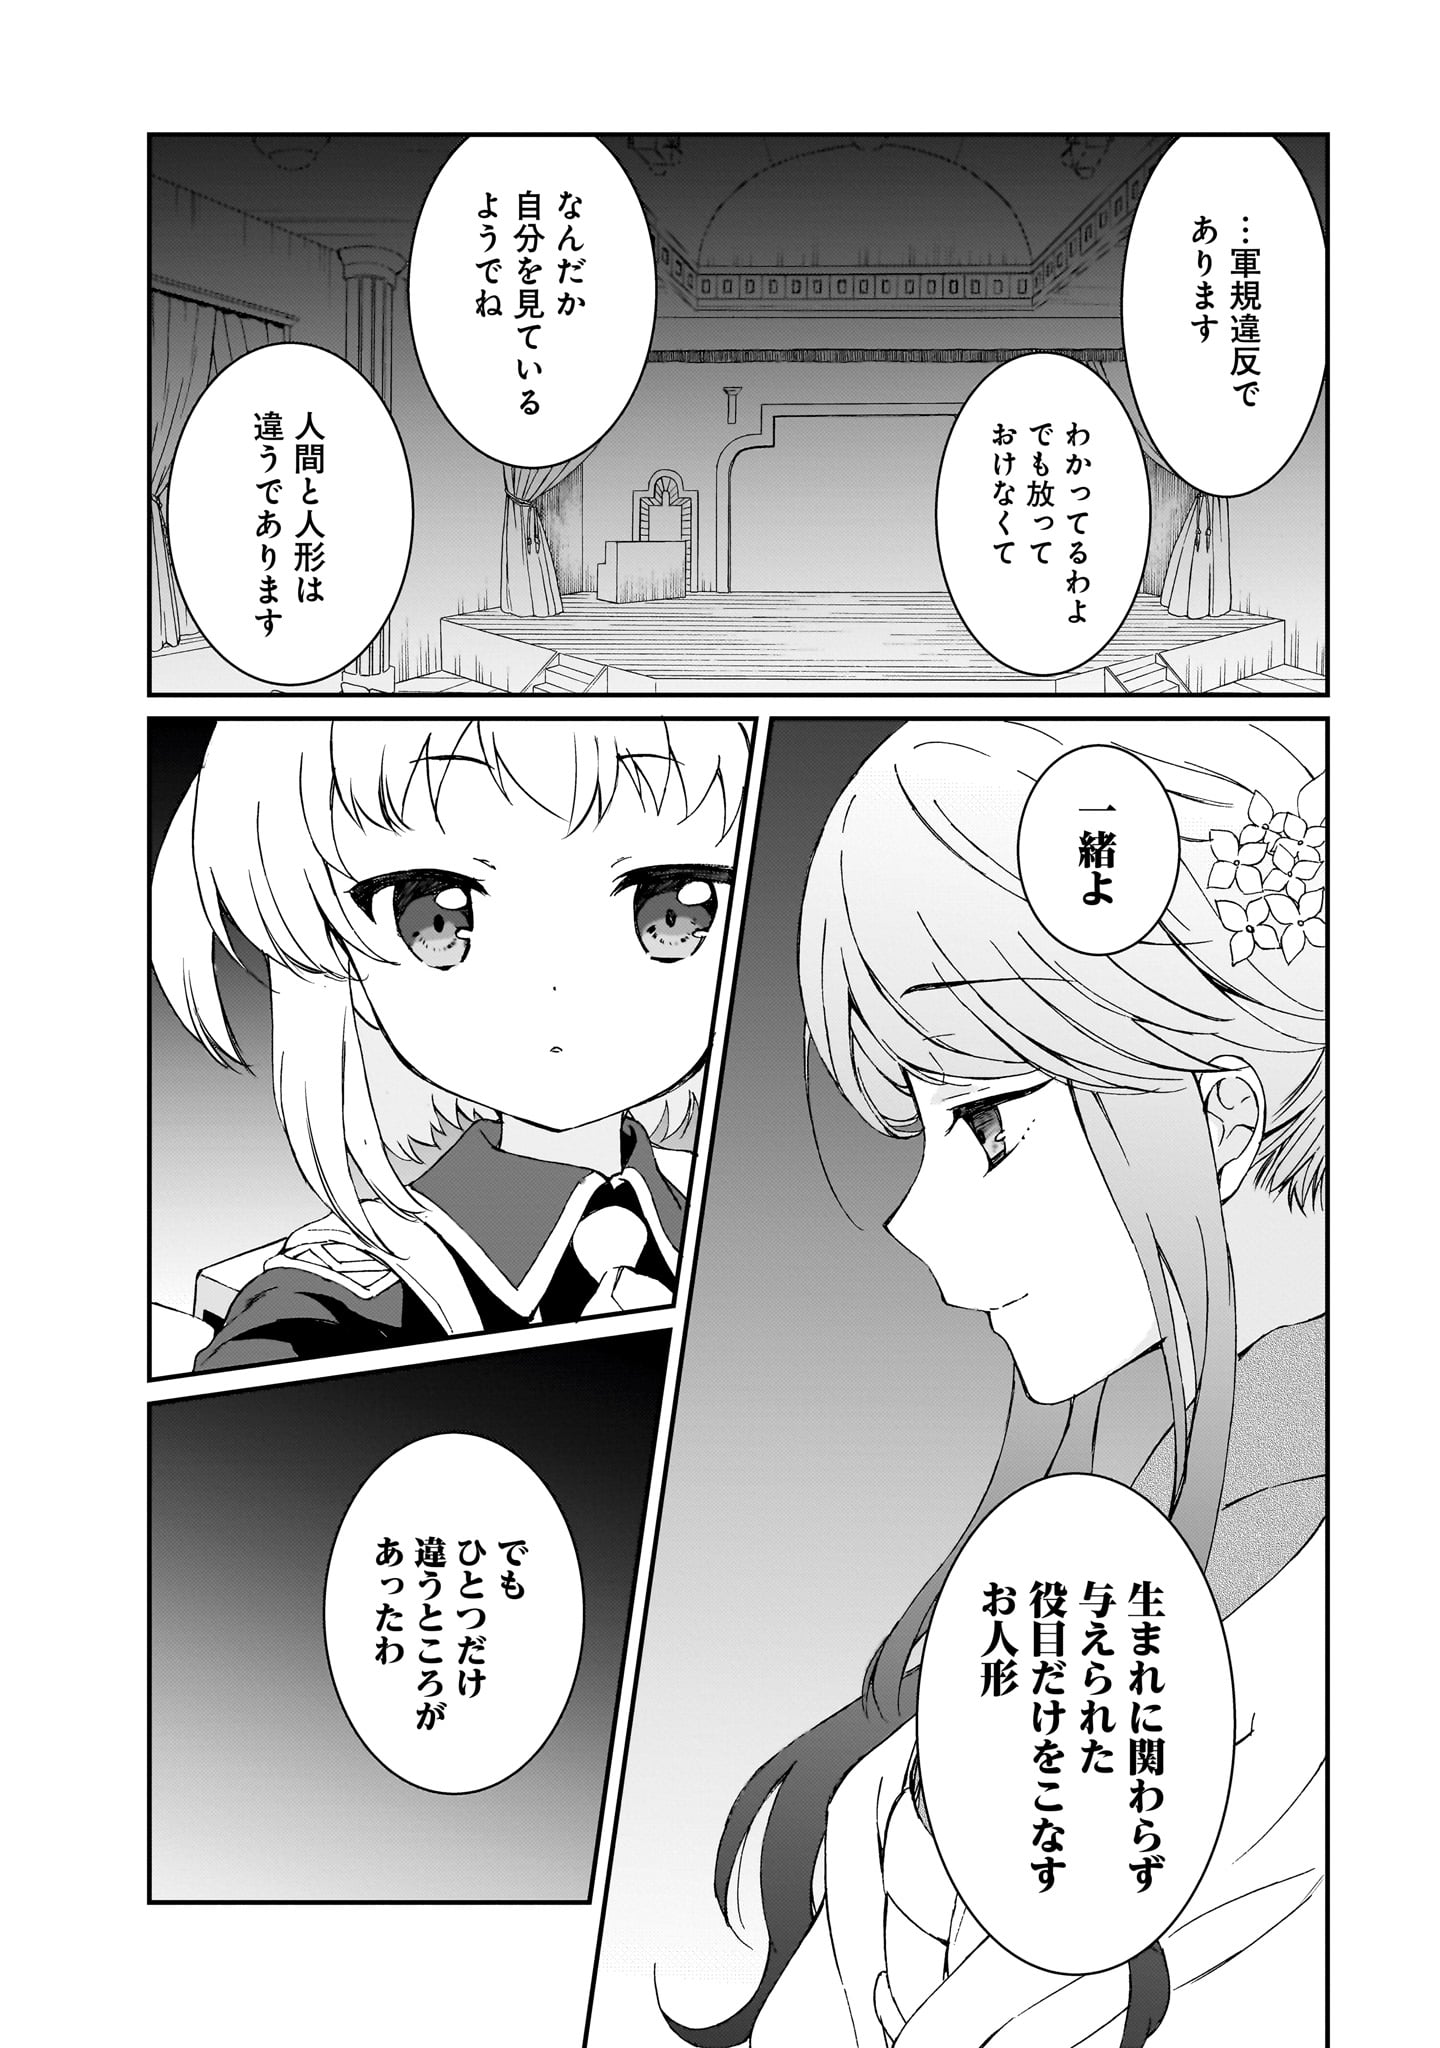 …軍規違反で
あります
わかってるわよ
でも放って
おけなくて
なんだか
自分を見ている
ようでね
人間と人形は
違うであります
一緒よ
生まれに関わらず
与えられた
役目だけをこなす
お人形
でも
ひとつだけ
違うところが
あったわ